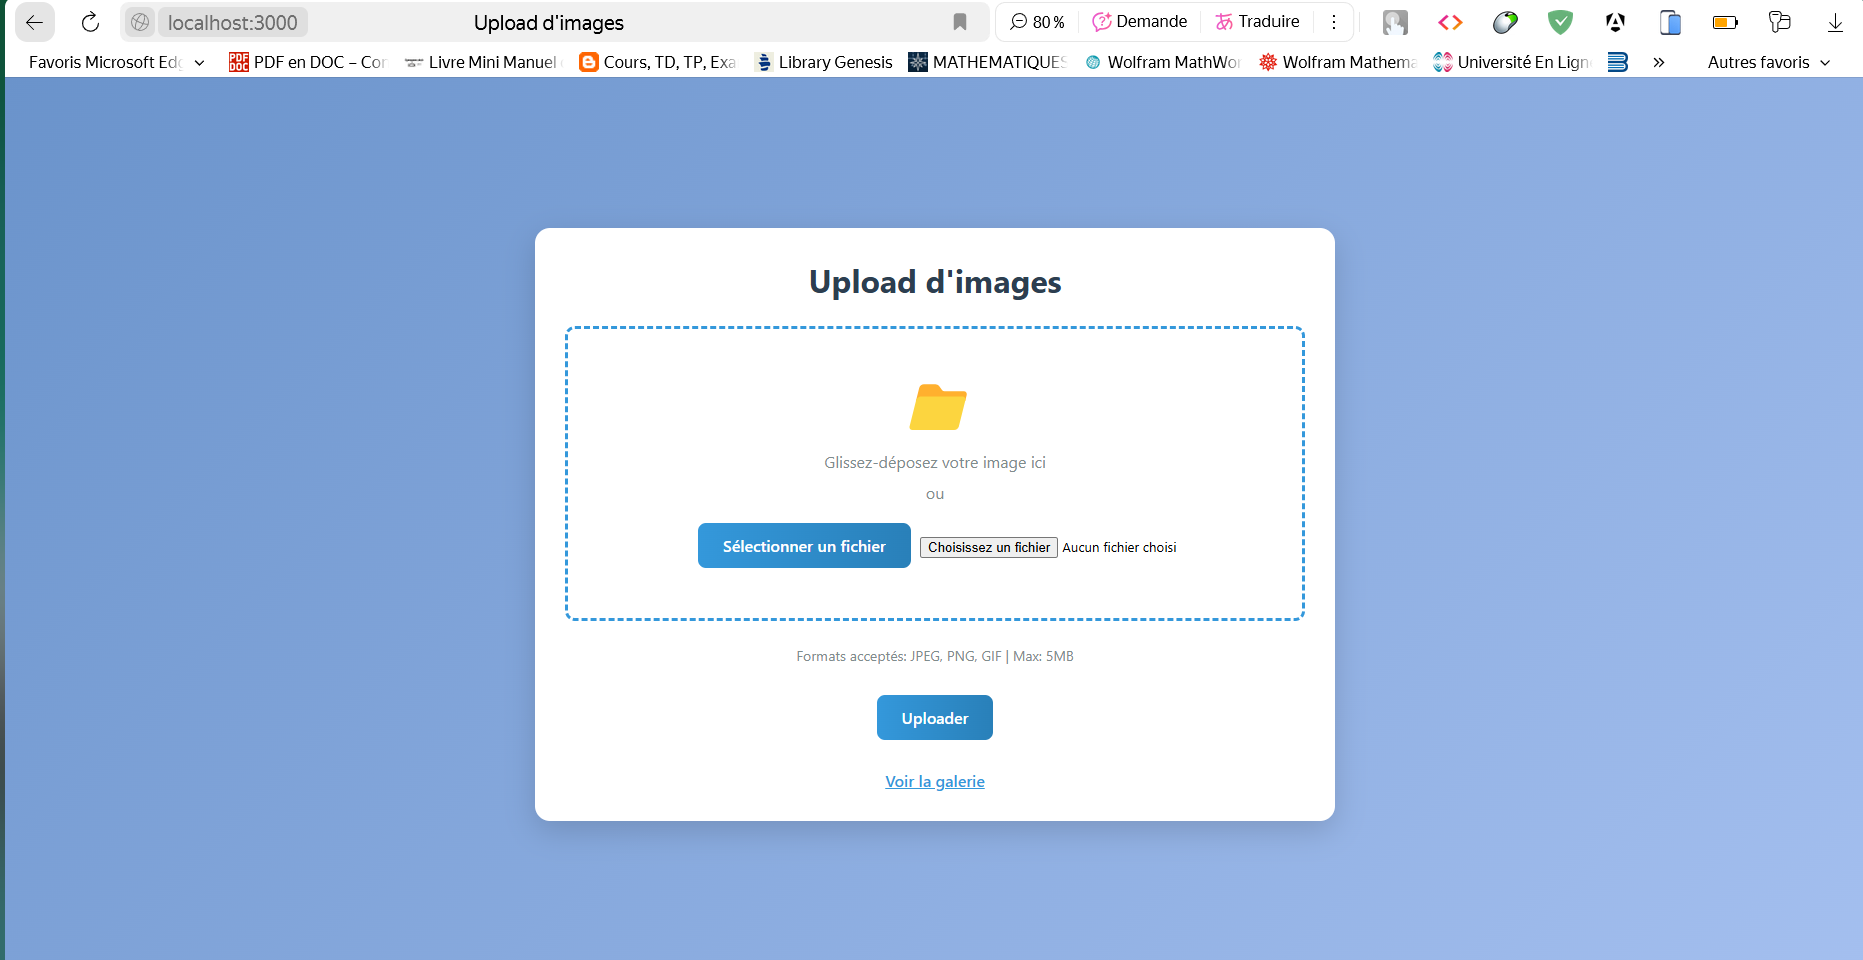 localhost:3000 Upload d'images 80 % Demande Traduire
Favoris Microsoft Edg PDF en DOC – Con Livre Mini Manuel Cours, TD, TP, Exa Library Genesis MATHEMATIQUES Wolfram MathWor Wolfram Mathema Université En Lign » Autres favoris
Upload d'images
Glissez-déposez votre image ici
ou
Sélectionner un fichier Choisissez un fichier Aucun fichier choisi
Formats acceptés: JPEG, PNG, GIF | Max: 5MB
Uploader
Voir la galerie